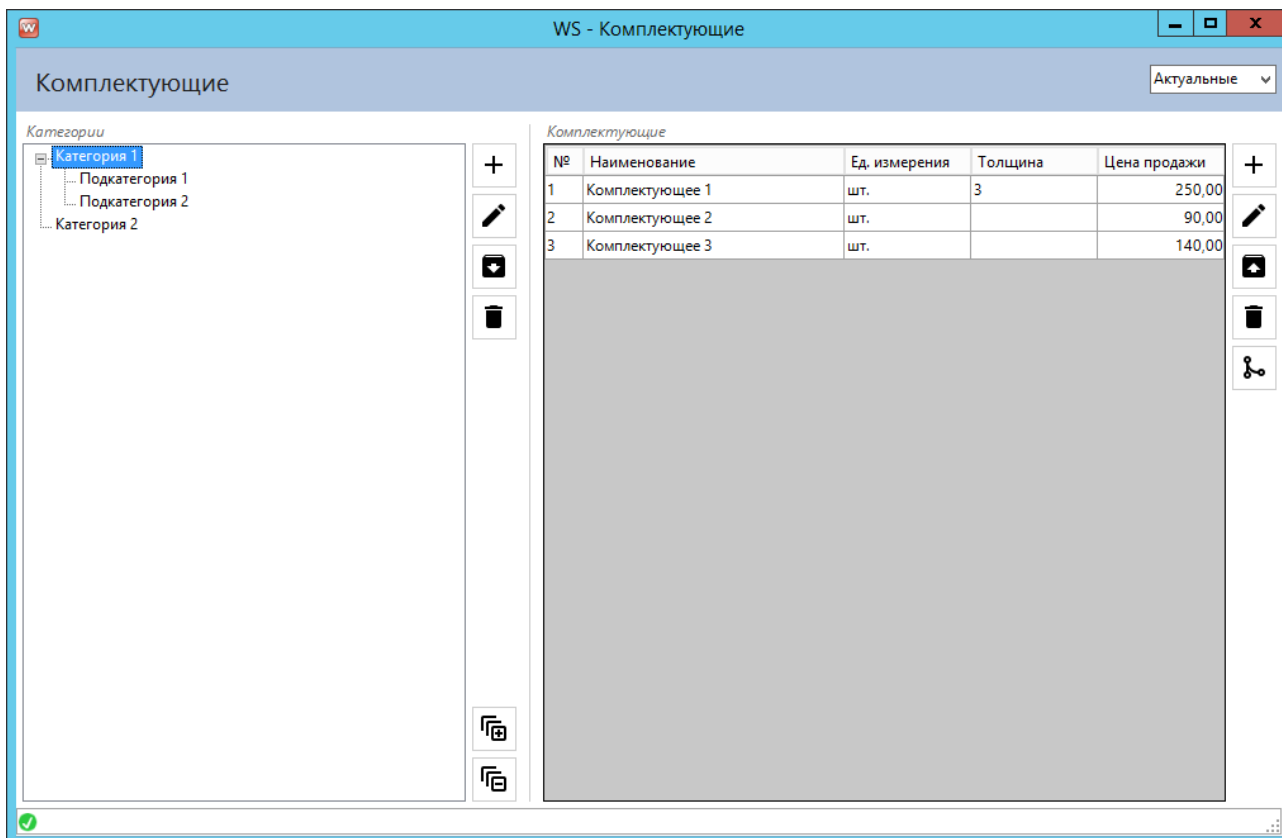 WS - Комплектующие
Комплектующие
Актуальные
Категории
Категория 1
Подкатегория 1
Подкатегория 2
Категория 2
Комплектующие
№ Наименование Ед. измерения Толщина Цена продажи
1 Комплектующее 1 шт. 3 250,00
2 Комплектующее 2 шт. 90,00
3 Комплектующее 3 шт. 140,00